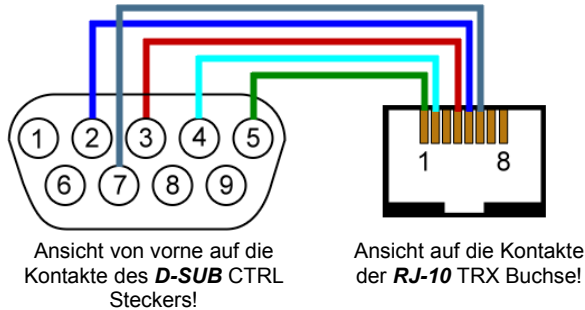 1 2 3 4 5
6 7 8 9
1 8
Ansicht von vorne auf die
Kontakte des D-SUB CTRL
Steckers!
Ansicht auf die Kontakte
der RJ-10 TRX Buchse!